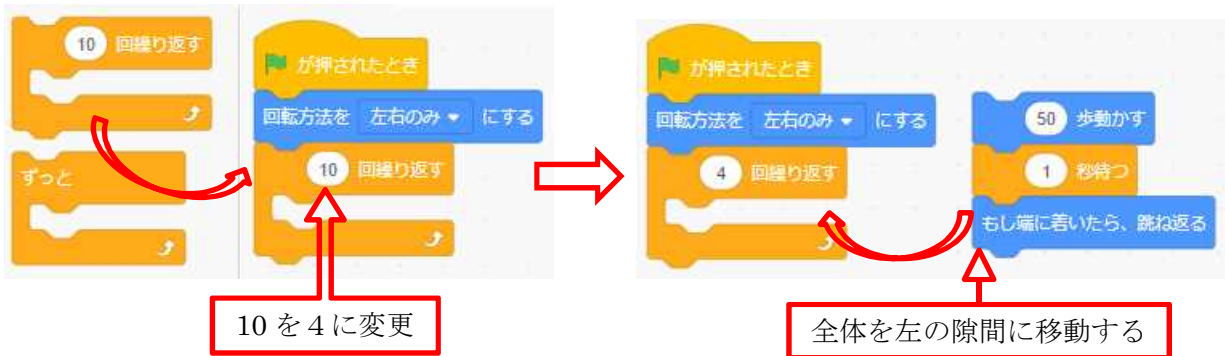 10 回繰り返す
ずっと
が押されたとき
回転方法を 左右のみ にする
10 回繰り返す
10を4に変更
が押されたとき
回転方法を 左右のみ にする
4 回繰り返す
50 歩動かす
1 秒待つ
もし端に着いたら、跳ね返る
全体を左の隙間に移動する